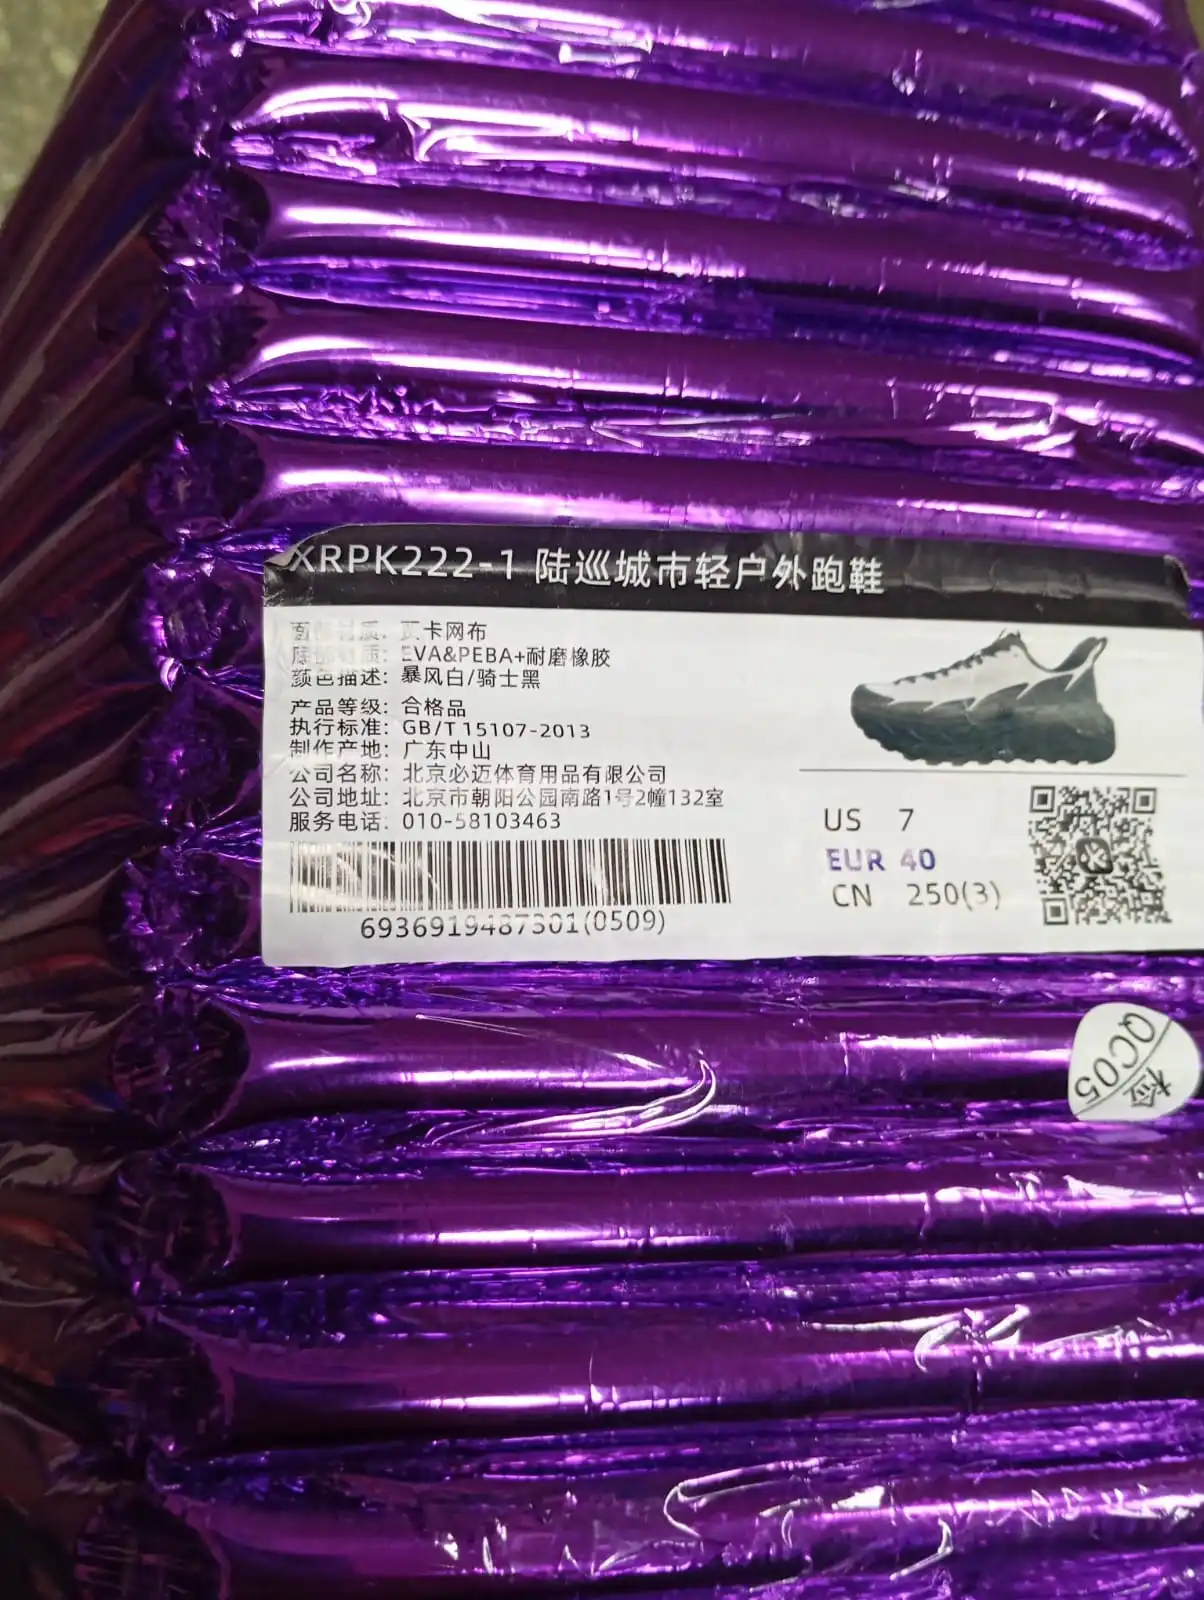 XRPK222-1 陆巡城市轻户外跑鞋
卡网布
EVA&PEBA+耐磨橡胶
颜色描述: 暴风白/骑士黑
产品等级: 合格品
执行标准: GB/T 15107-2013
制作产地: 广东中山
公司名称: 北京必迈体育用品有限公司
公司地址: 北京市朝阳公园南路1号2幢132室
服务电话: 010-58103463
6936919487301(0509)
US 7
EUR 40
CN 250(3)
QC05
检